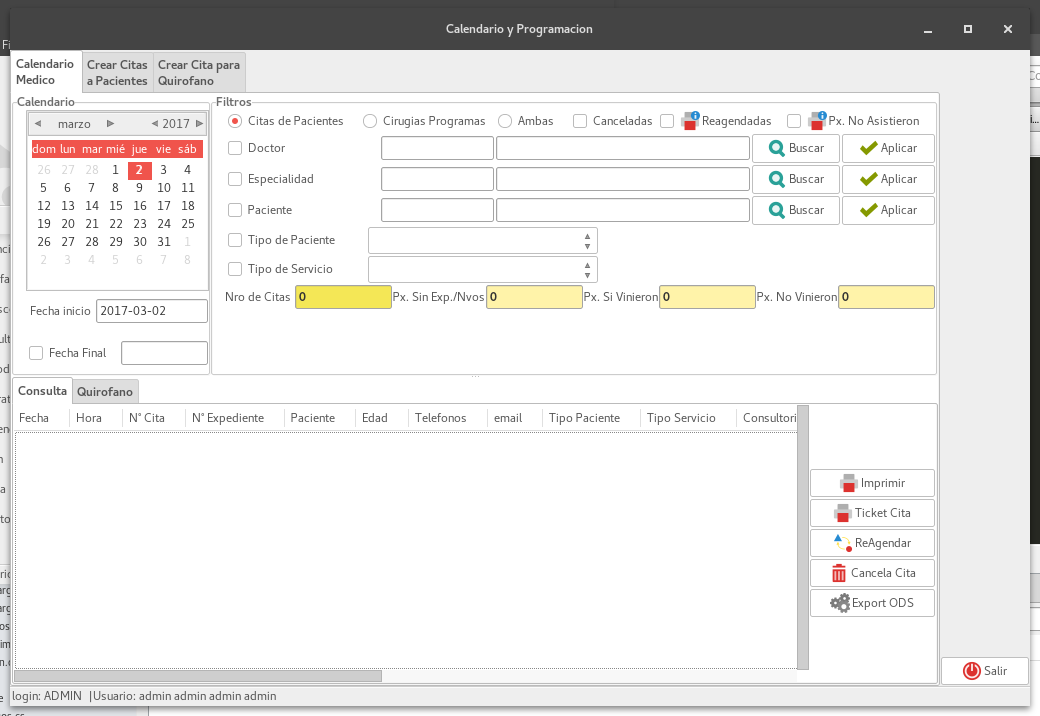 Calendario y Programacion
Calendario Medico
Crear Citas a Pacientes
Crear Cita para Quirofano
Calendario
marzo 2017
dom lun mar mié jue vie sáb
26 27 28 1 2 3 4
5 6 7 8 9 10 11
12 13 14 15 16 17 18
19 20 21 22 23 24 25
26 27 28 29 30 31 1
2 3 4 5 6 7 8
Fecha inicio 2017-03-02
Fecha Final
Filtros
Citas de Pacientes Cirugias Programas Ambas Canceladas Reagendadas Px. No Asistieron
Doctor Buscar Aplicar
Especialidad Buscar Aplicar
Paciente Buscar Aplicar
Tipo de Paciente
Tipo de Servicio
Nro de Citas 0 Px. Sin Exp./Nvos 0 Px. Si Vinieron 0 Px. No Vinieron 0
Consulta Quirofano
Fecha Hora N° Cita N° Expediente Paciente Edad Telefonos email Tipo Paciente Tipo Servicio Consultori
Imprimir
Ticket Cita
ReAgendar
Cancela Cita
Export ODS
Salir
login: ADMIN |Usuario: admin admin admin admin